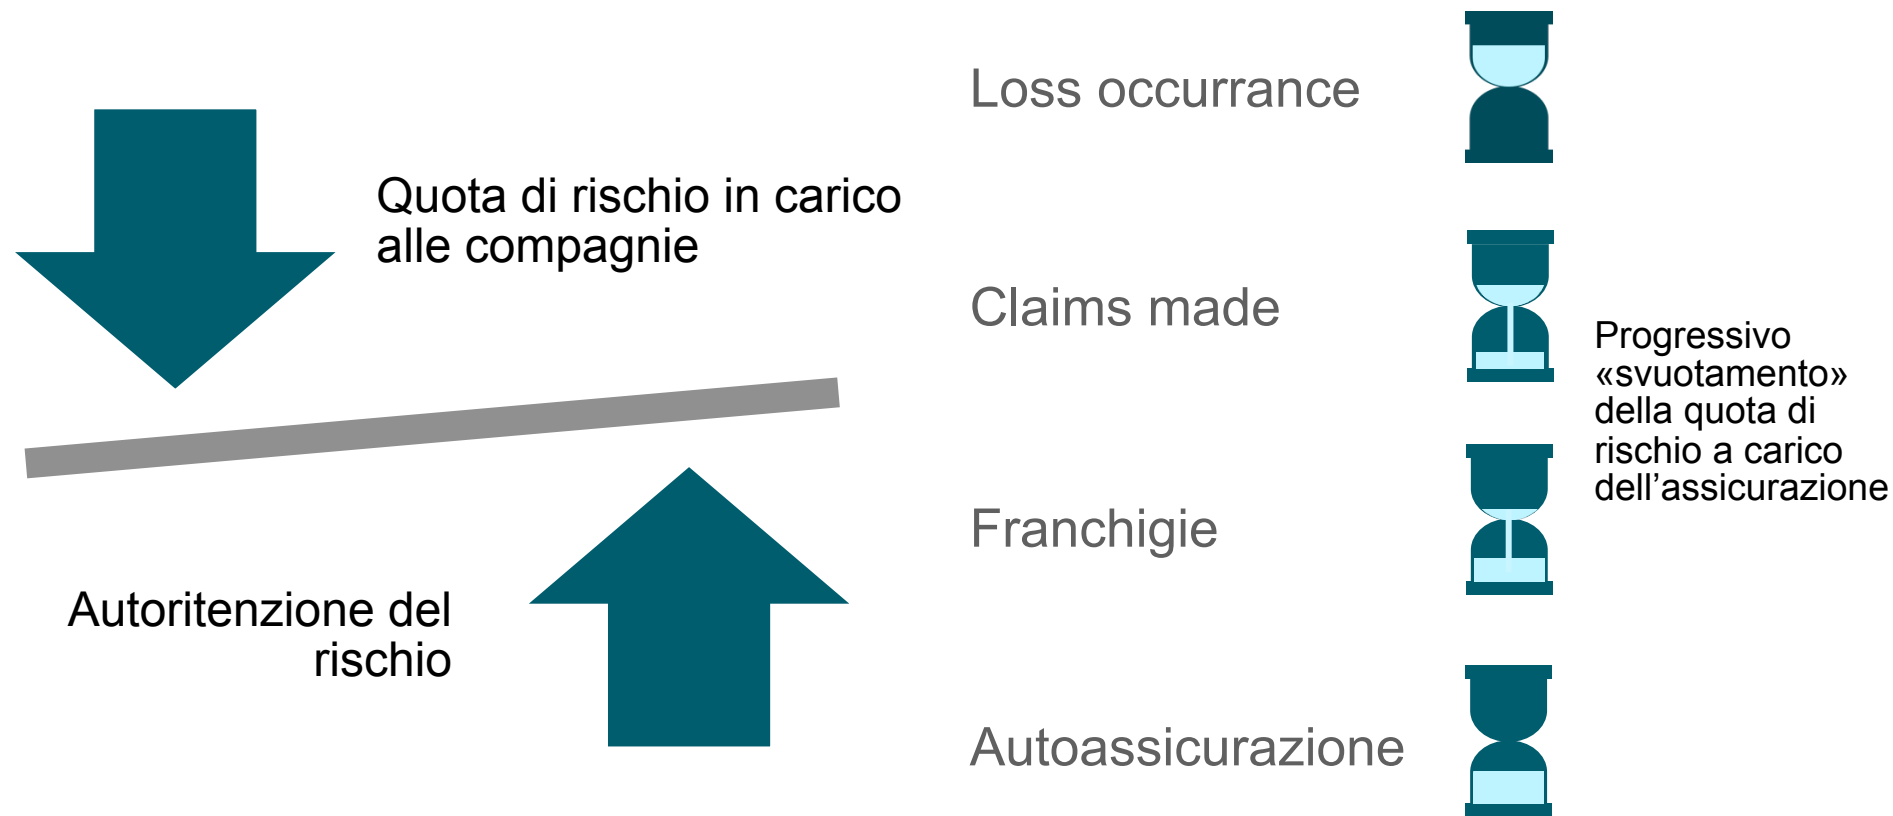 Quota di rischio in carico
alle compagnie
Autoritenzione del
rischio
Loss occurrance
Claims made
Franchigie
Autoassicurazione
Progressivo
«svuotamento»
della quota di
rischio a carico
dell’assicurazione